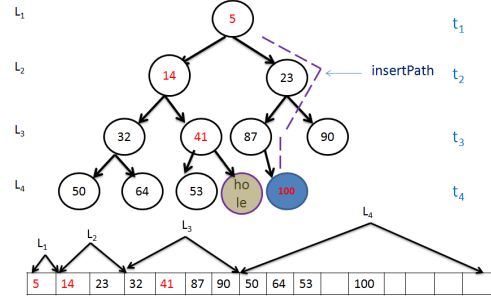 L1 5 t1
L2 14 23 insertPath t2
L3 32 41 87 90 t3
L4 50 64 53 ho le 100 t4
L1 L2 L3 L4
5 14 23 32 41 87 90 50 64 53 100